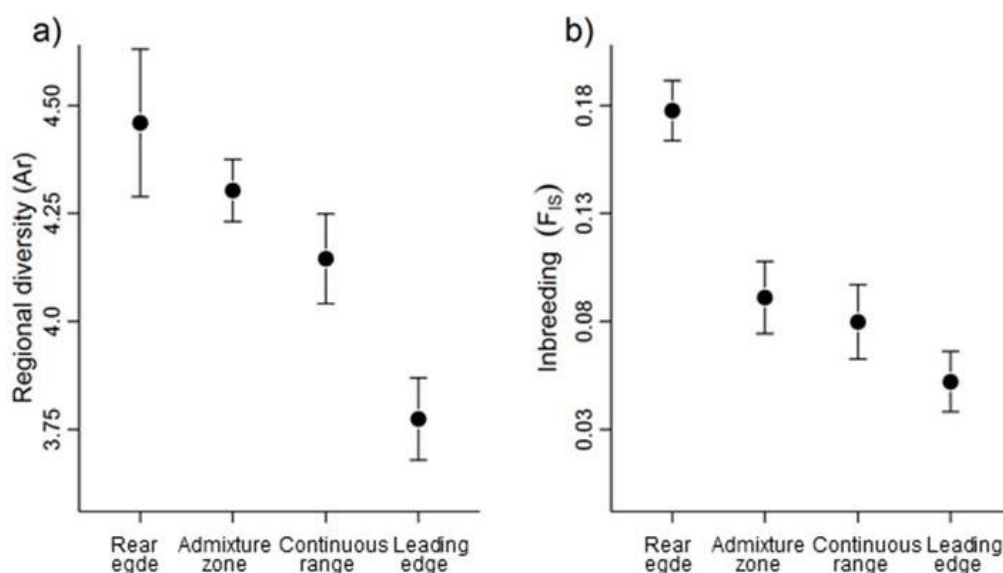 a)
Regional diversity (Ar)
4.50
4.25
4.0
3.75
Rear
egde
Admixture
zone
Continuous
range
Leading
edge
b)
Inbreeding (FIS)
0.18
0.13
0.08
0.03
Rear
egde
Admixture
zone
Continuous
range
Leading
edge